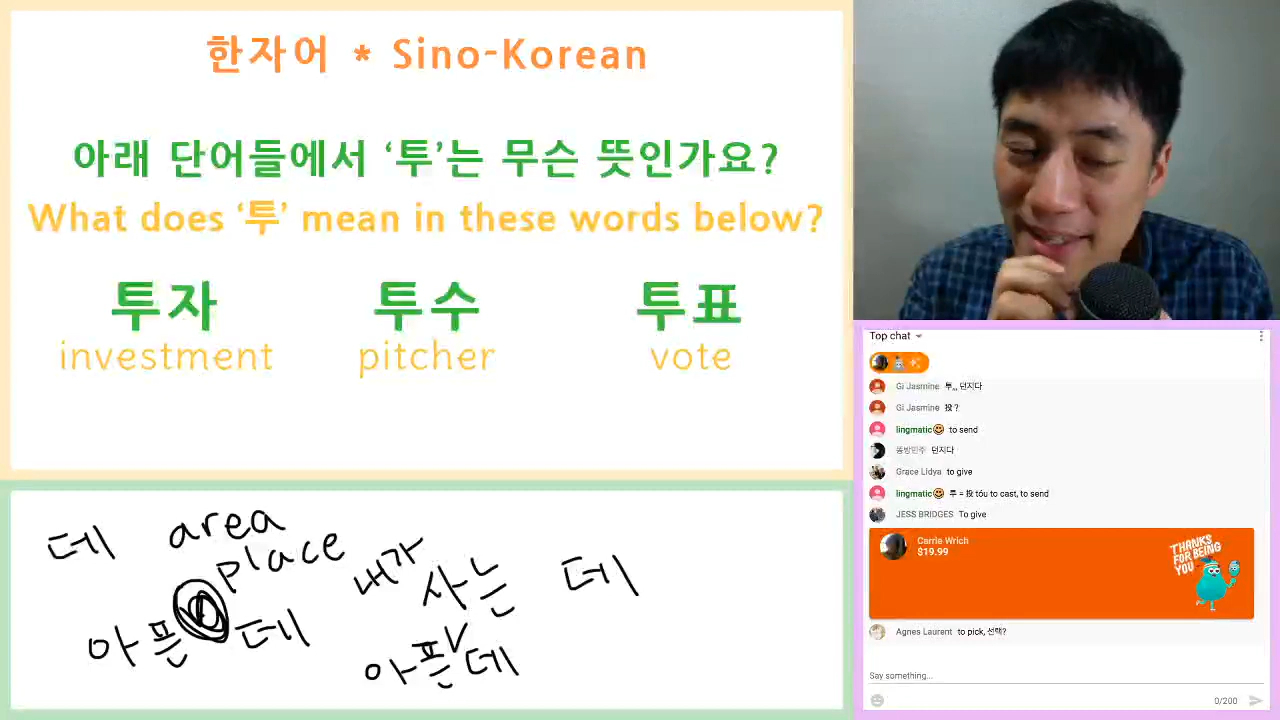 한자어 * Sino-Korean
아래 단어들에서 ‘투’는 무슨 뜻인가요?
What does ‘투’ mean in these words below?
투자 투수 투표
investment pitcher vote
데 area
place
내가 사는 데
아픈 데
아픈 데
Top chat
Gi Jasmine 투,,, 던지다
Gi Jasmine 投 ?
lingmatic😊 to send
똥방민주 던지다
Grace Lidya to give
lingmatic😊 투 = 投 tóu to cast, to send
JESS BRIDGES To give
Carrie Wrich
$19.99
THANKS FOR BEING YOU
Agnes Laurent to pick, 선택?
Say something...
0/200